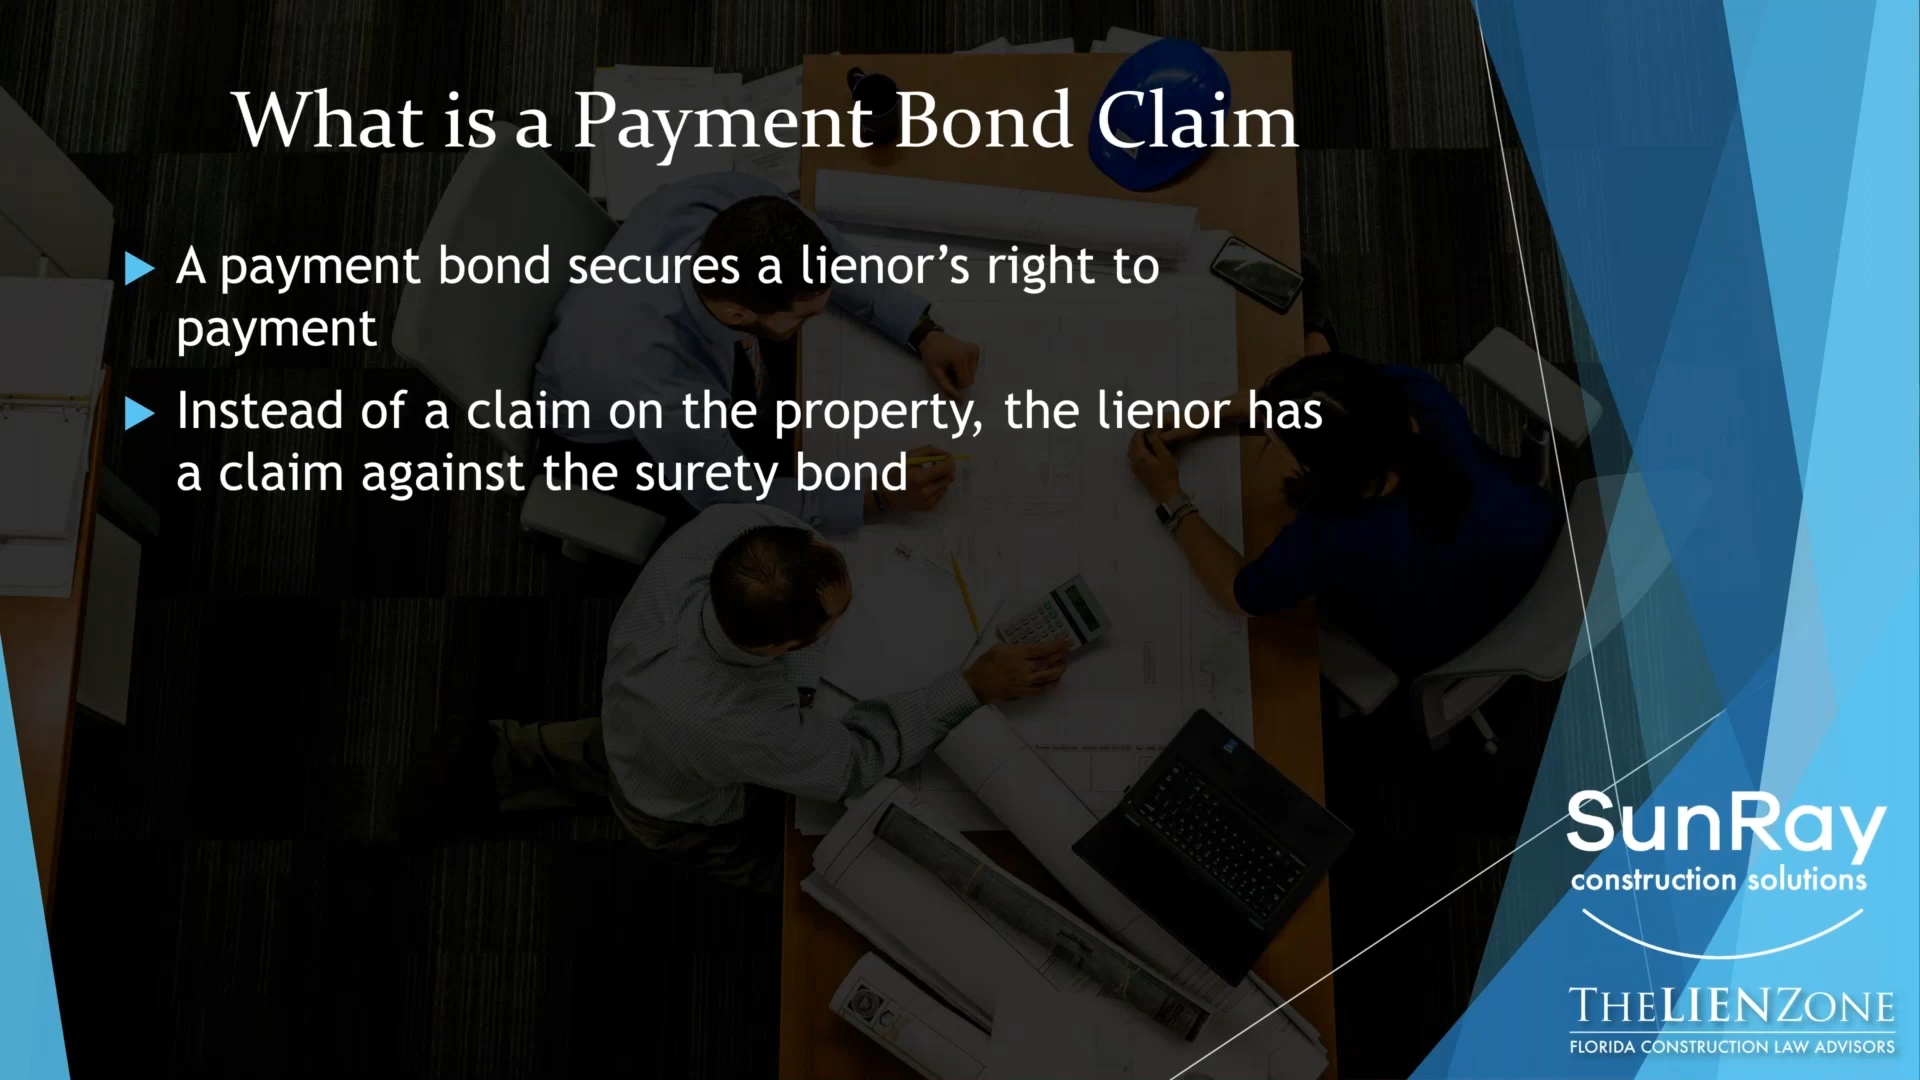 What is a Payment Bond Claim
A payment bond secures a lienor’s right to
payment
Instead of a claim on the property, the lienor has
a claim against the surety bond
SunRay
construction solutions
THELIENZONE
FLORIDA CONSTRUCTION LAW ADVISORS